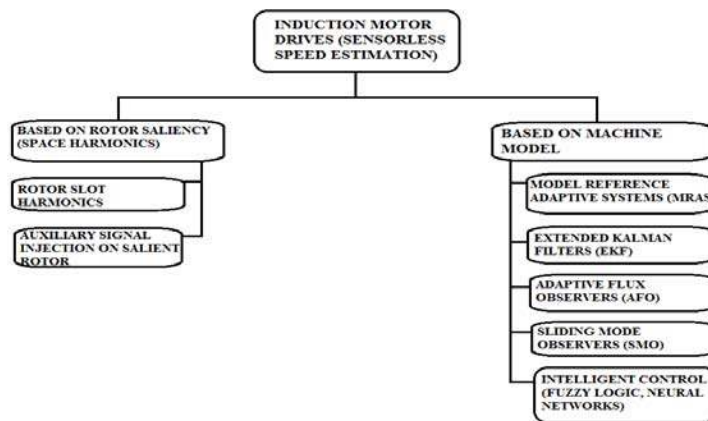 INDUCTION MOTOR
DRIVES (SENSORLESS
SPEED ESTIMATION)
BASED ON ROTOR SALIENCY
(SPACE HARMONICS)
ROTOR SLOT
HARMONICS
AUXILIARY SIGNAL
INJECTION ON SALIENT
ROTOR
BASED ON MACHINE
MODEL
MODEL REFERENCE
ADAPTIVE SYSTEMS (MRAS
EXTENDED KALMAN
FILTERS (EKF)
ADAPTIVE FLUX
OBSERVERS (AFO)
SLIDING MODE
OBSERVERS (SMO)
INTELLIGENT CONTROL
(FUZZY LOGIC, NEURAL
NETWORKS)